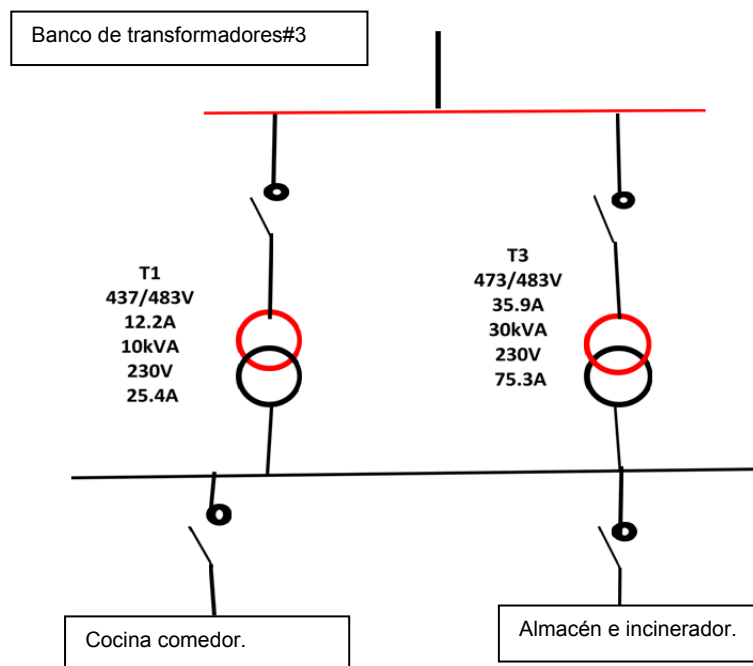 Banco de transformadores#3
T1
437/483V
12.2A
10kVA
230V
25.4A
T3
473/483V
35.9A
30kVA
230V
75.3A
Cocina comedor.
Almacén e incinerador.